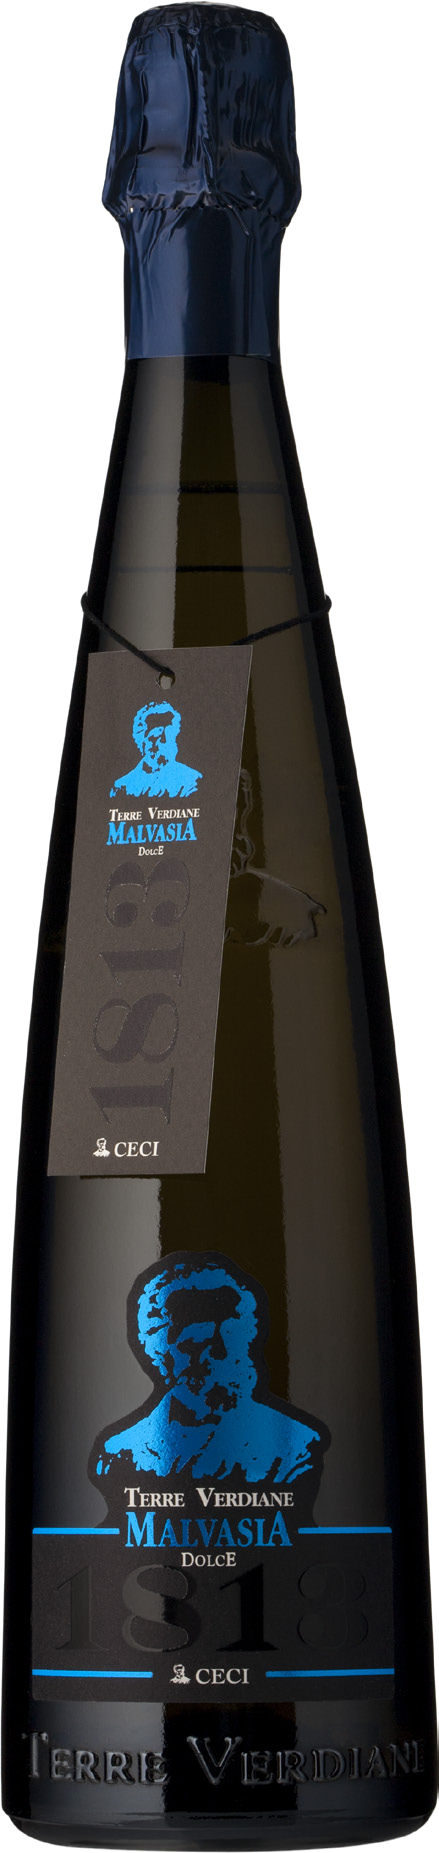 TERRE VERDIANE
MALVASIA
DOLCE
1813
CECI
TERRE VERDIANE
MALVASIA
DOLCE
1813
CECI
TERRE VERDIANE